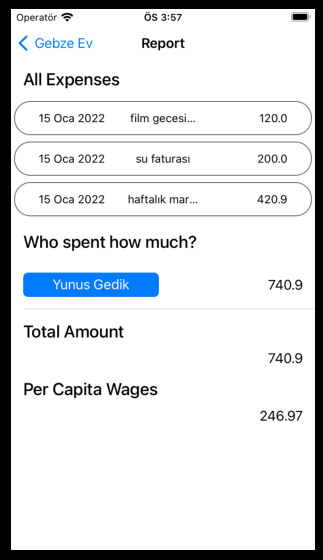 Operatör ÖS 3:57
Gebze Ev Report
All Expenses
15 Oca 2022 film gecesi... 120.0
15 Oca 2022 su faturası 200.0
15 Oca 2022 haftalık mar... 420.9
Who spent how much?
Yunus Gedik 740.9
Total Amount
740.9
Per Capita Wages
246.97